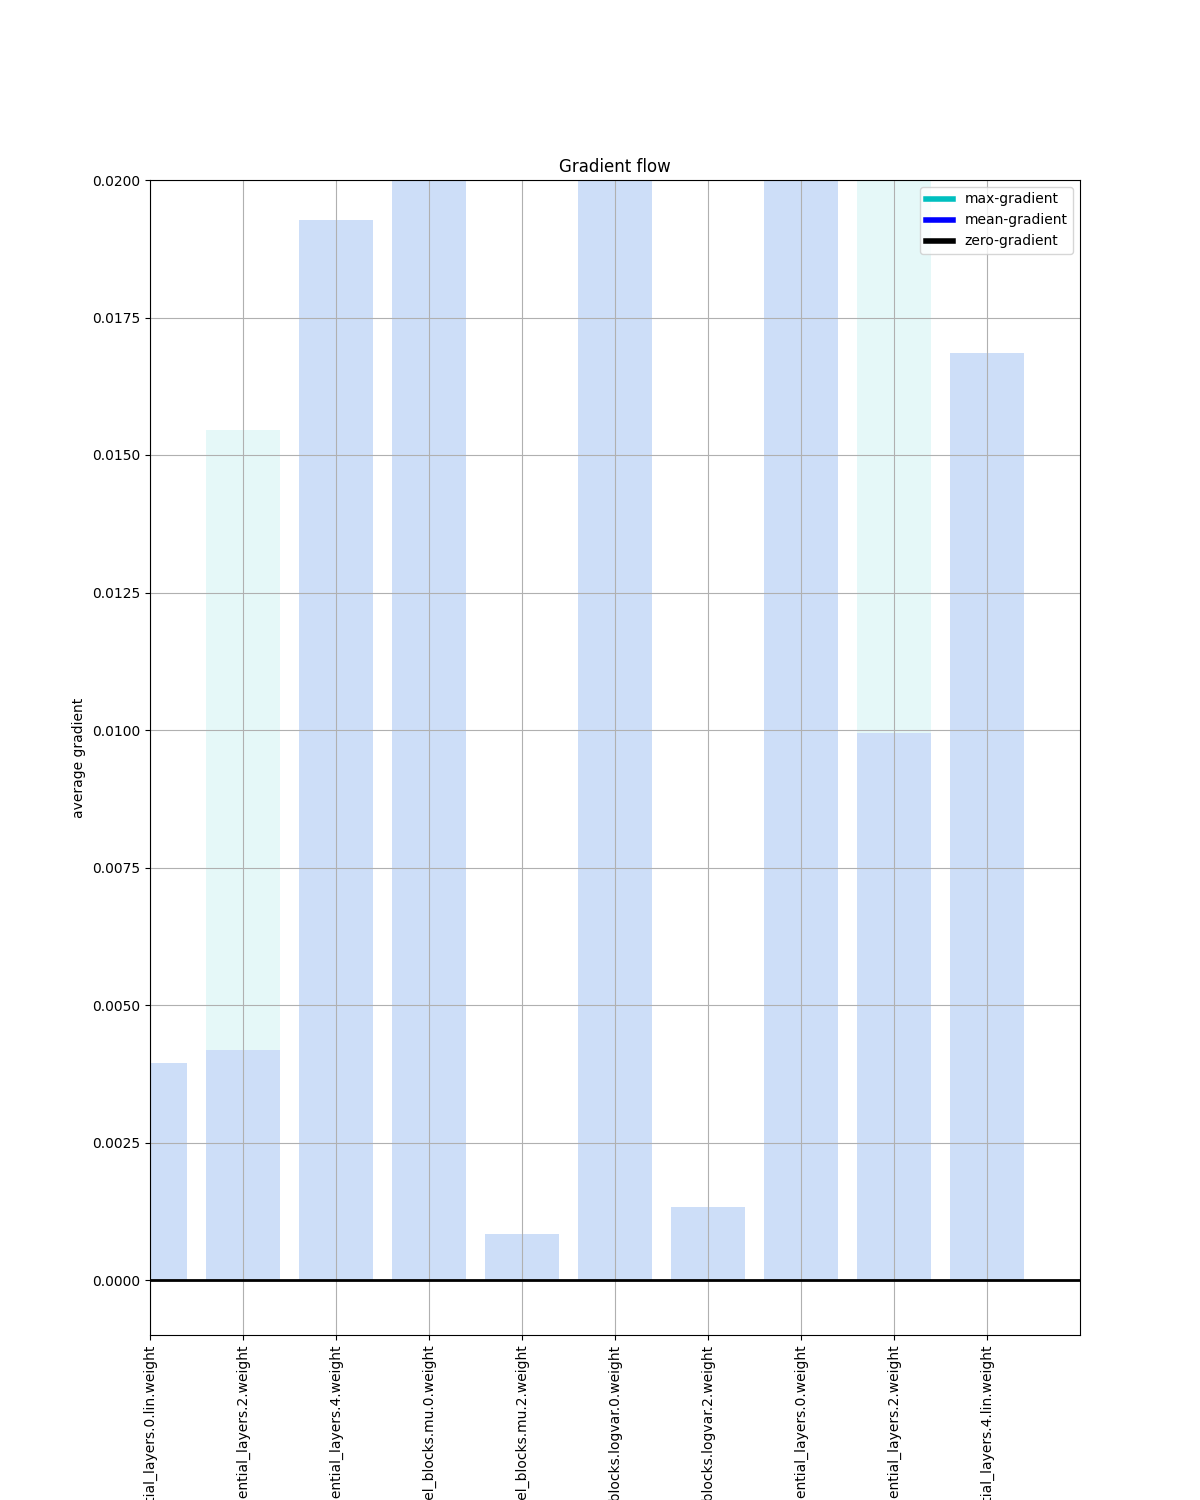 Gradient flow
max-gradient
mean-gradient
zero-gradient
0.0200
0.0175
0.0150
0.0125
0.0100
0.0075
0.0050
0.0025
0.0000
average gradient
tial_layers.0.lin.weight
ential_layers.2.weight
ential_layers.4.weight
el_blocks.mu.0.weight
el_blocks.mu.2.weight
blocks.logvar.0.weight
blocks.logvar.2.weight
ential_layers.0.weight
ential_layers.2.weight
tial_layers.4.lin.weight